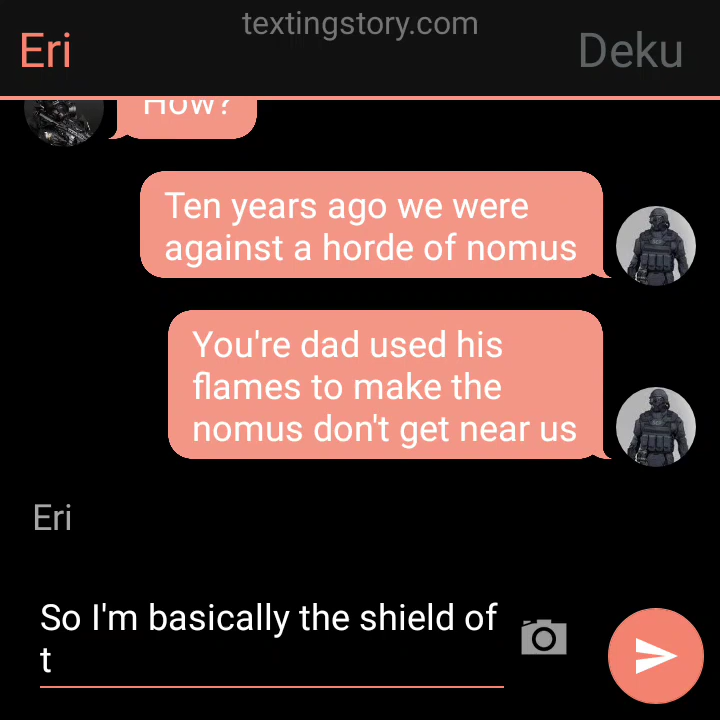 textingstory.com
Eri
Deku
How?
Ten years ago we were
against a horde of nomus
You're dad used his
flames to make the
nomus don't get near us
Eri
So I'm basically the shield of
t